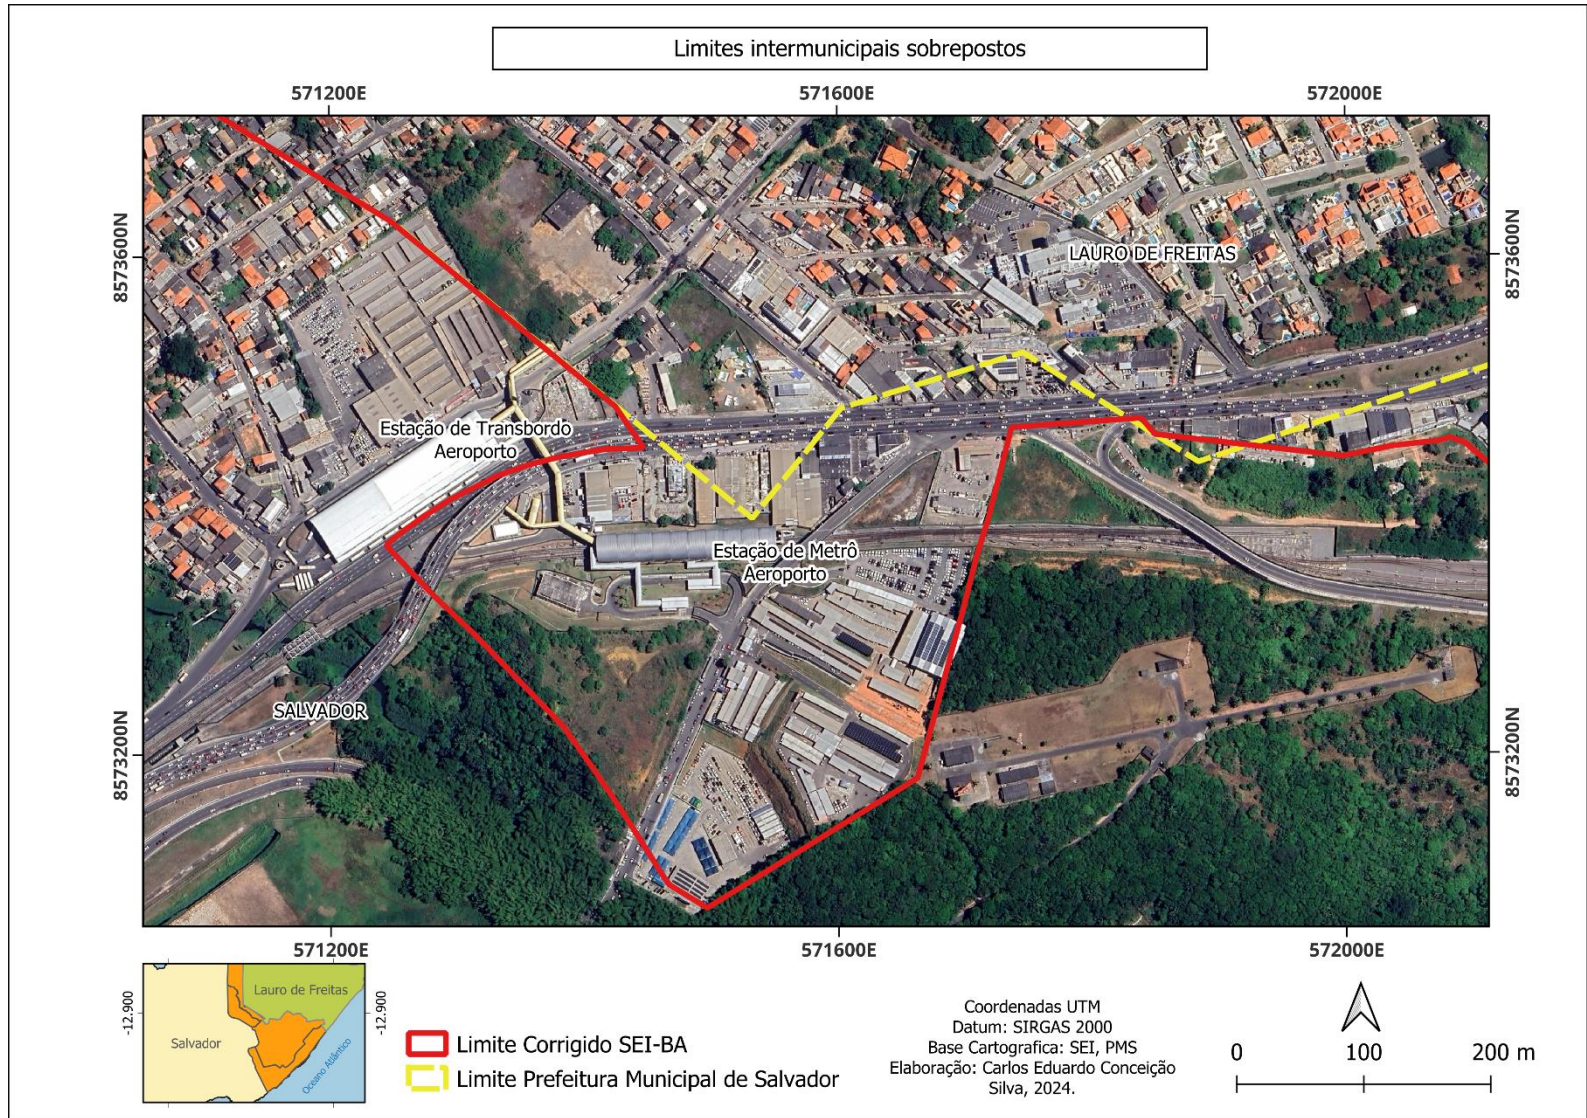 Limites intermunicipais sobrepostos
571200E
571600E
572000E
8573600N
8573600N
LAURO DE FREITAS
Estação de Transbordo
Aeroporto
Estação de Metrô
Aeroporto
SALVADOR
8573200N
8573200N
571200E
571600E
572000E
-12.900
-12.900
Lauro de Freitas
Salvador
Oceano Atlântico
Limite Corrigido SEI-BA
Limite Prefeitura Municipal de Salvador
Coordenadas UTM
Datum: SIRGAS 2000
Base Cartografica: SEI, PMS
Elaboração: Carlos Eduardo Conceição
Silva, 2024.
0 100 200 m